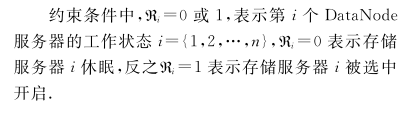 约束条件中,ℜᵢ=0 或 1,表示第 i 个 DataNode
服务器的工作状态 i={1,2,…,n},ℜᵢ=0 表示存储
服务器 i 休眠,反之ℜᵢ=1 表示存储服务器 i 被选中
开启.